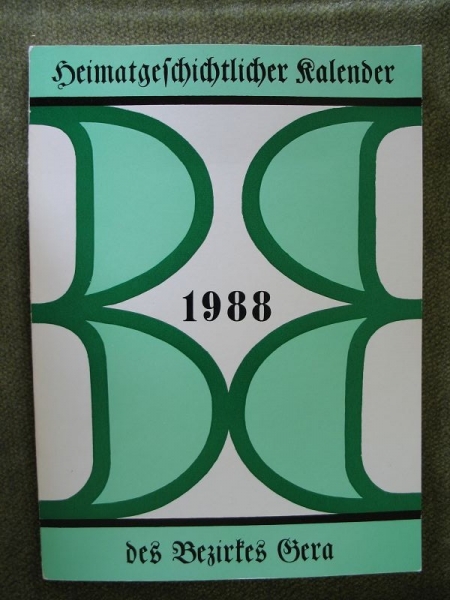 Heimatgeschichtlicher Kalender
1988
des Bezirkes Gera